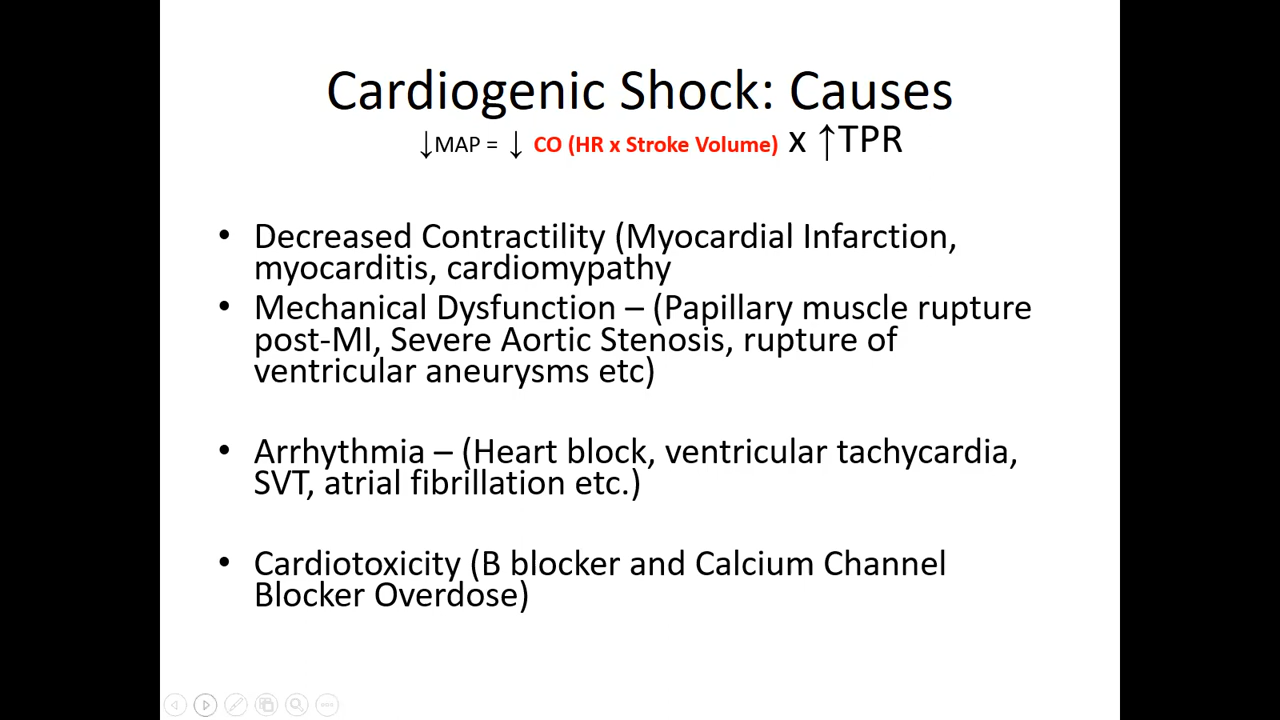 Cardiogenic Shock: Causes
↓MAP = ↓ CO (HR x Stroke Volume) x ↑TPR
• Decreased Contractility (Myocardial Infarction,
myocarditis, cardiomypathy
• Mechanical Dysfunction – (Papillary muscle rupture
post-MI, Severe Aortic Stenosis, rupture of
ventricular aneurysms etc)
• Arrhythmia – (Heart block, ventricular tachycardia,
SVT, atrial fibrillation etc.)
• Cardiotoxicity (B blocker and Calcium Channel
Blocker Overdose)